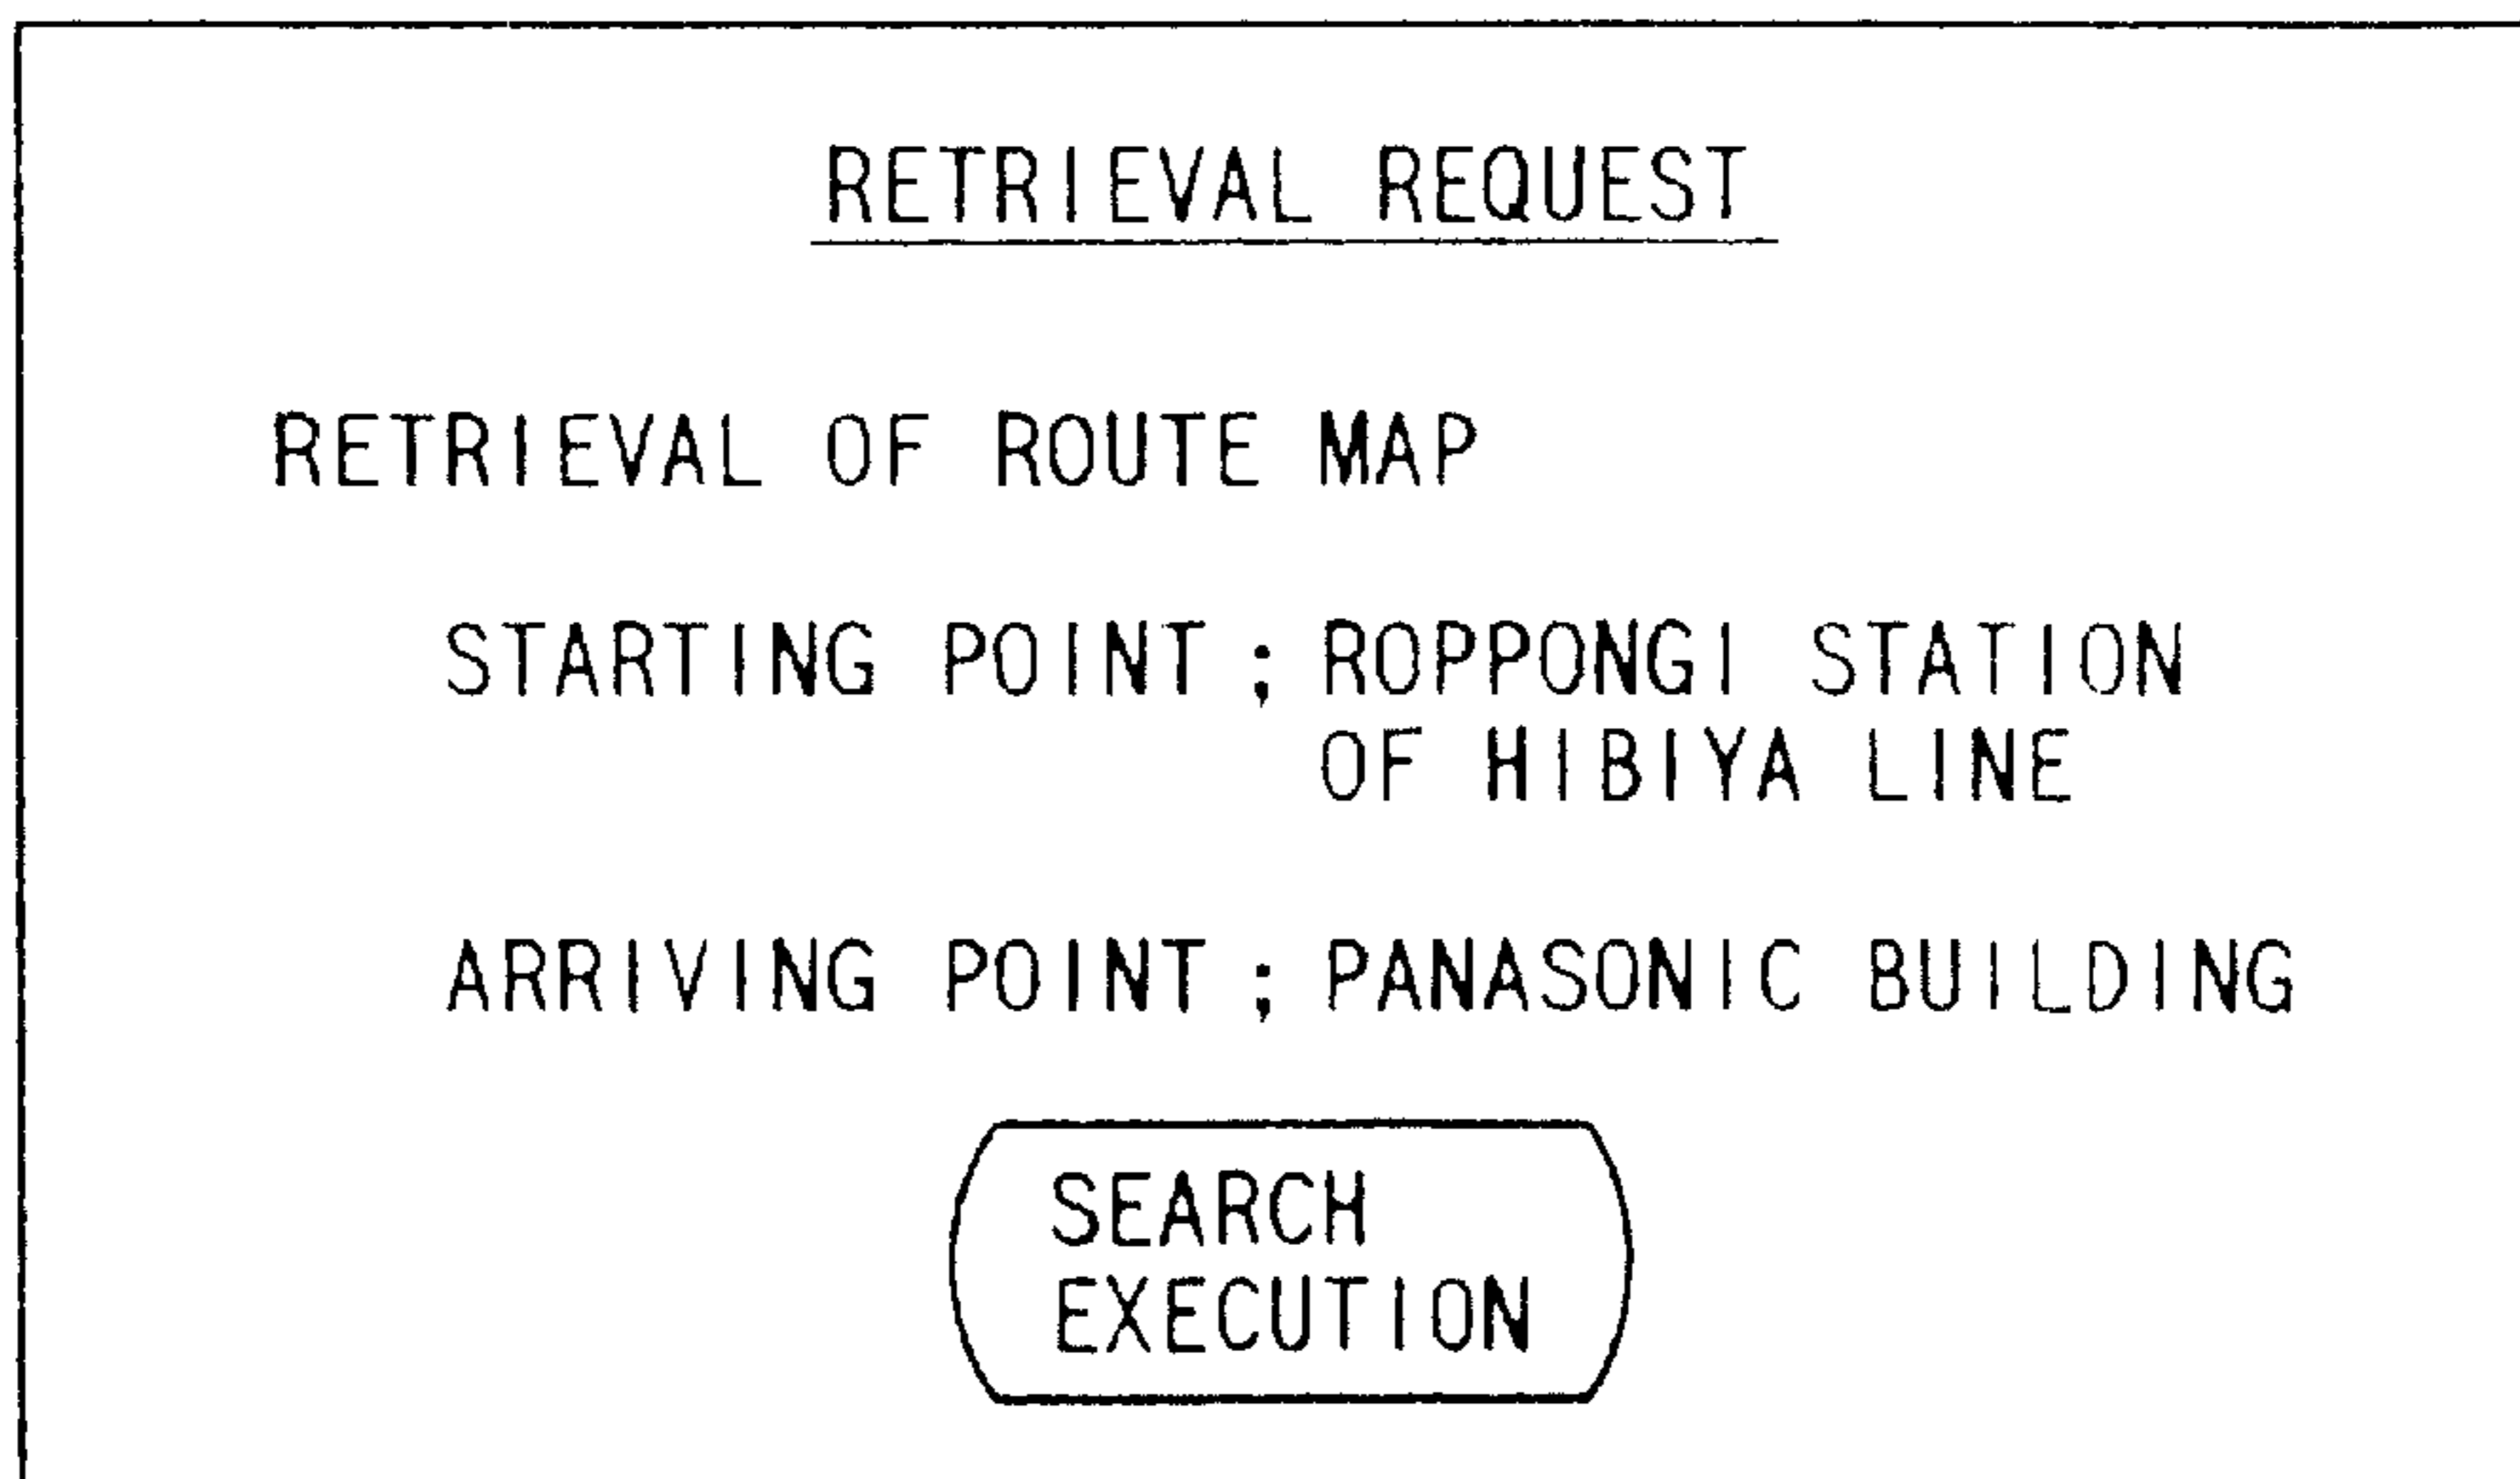 RETRIEVAL REQUEST
RETRIEVAL OF ROUTE MAP
STARTING POINT ; ROPPONGI STATION
OF HIBIYA LINE
ARRIVING POINT ; PANASONIC BUILDING
SEARCH
EXECUTION